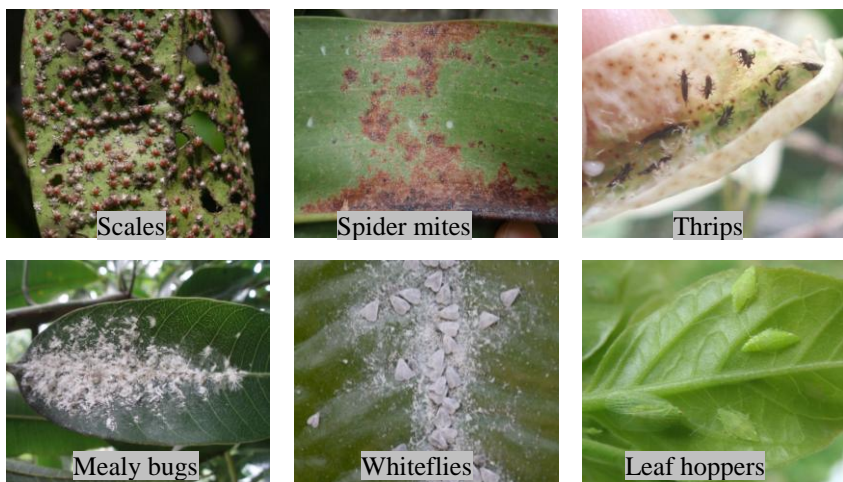 Scales
Spider mites
Thrips
Mealy bugs
Whiteflies
Leaf hoppers